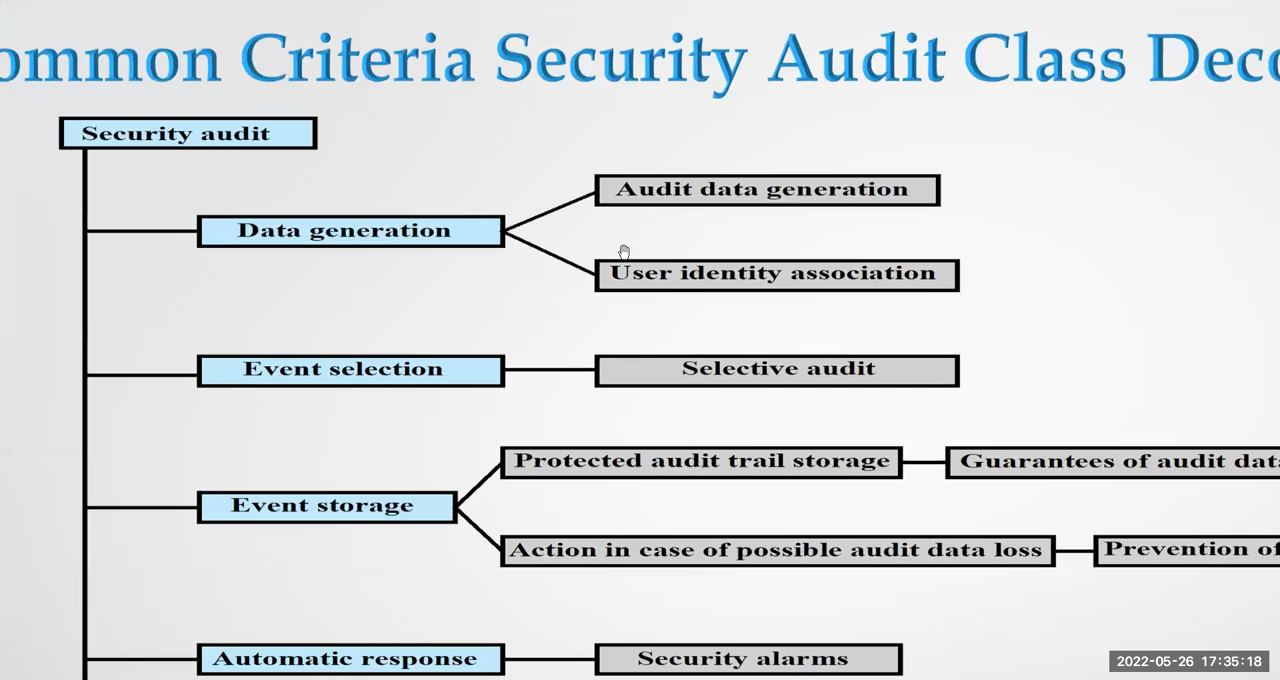 ommon Criteria Security Audit Class Deco
Security audit
Audit data generation
Data generation
User identity association
Event selection
Selective audit
Protected audit trail storage
Guarantees of audit data
Event storage
Action in case of possible audit data loss
Prevention of
Automatic response
Security alarms
2022-05-26 17:35:18